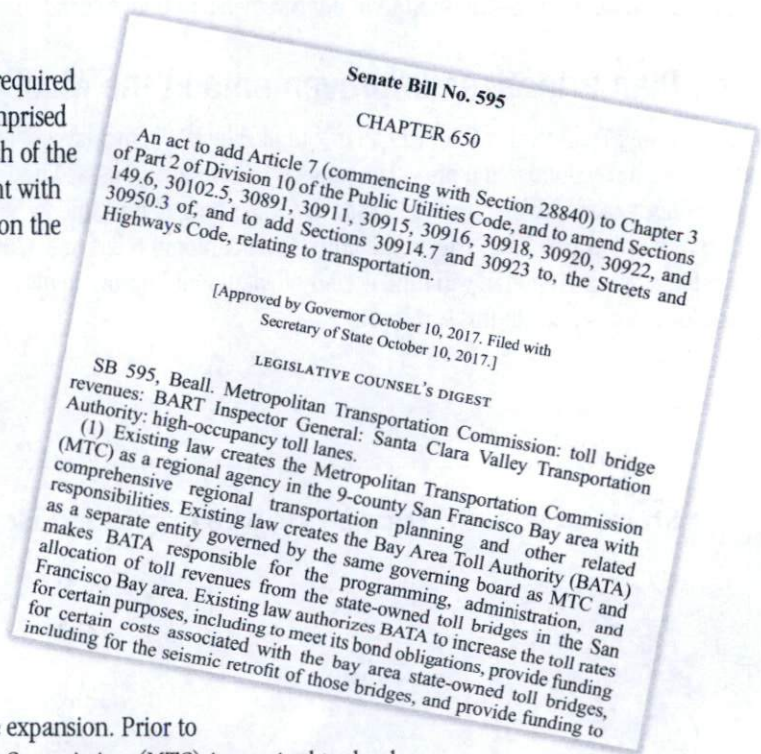 required
nprised
h of the
nt with
on the
Senate Bill No. 595
CHAPTER 650
An act to add Article 7 (commencing with Section 28840) to Chapter 3
of Part 2 of Division 10 of the Public Utilities Code, and to amend Sections
149.6, 30102.5, 30891, 30911, 30915, 30916, 30918, 30920, 30922, and
30950.3 of, and to add Sections 30914.7 and 30923 to, the Streets and
Highways Code, relating to transportation.
[Approved by Governor October 10, 2017. Filed with
Secretary of State October 10, 2017.]
LEGISLATIVE COUNSEL'S DIGEST
SB 595, Beall. Metropolitan Transportation Commission: toll bridge
revenues: BART Inspector General: Santa Clara Valley Transportation
Authority: high-occupancy toll lanes.
(1) Existing law creates the Metropolitan Transportation Commission
(MTC) as a regional agency in the 9-county San Francisco Bay area with
comprehensive regional transportation planning and other related
responsibilities. Existing law creates the Bay Area Toll Authority (BATA)
as a separate entity governed by the same governing board as MTC and
makes BATA responsible for the programming, administration, and
allocation of toll revenues from the state-owned toll bridges in the San
Francisco Bay area. Existing law authorizes BATA to increase the toll rates
for certain purposes, including to meet its bond obligations, provide funding
for certain costs associated with the bay area state-owned toll bridges,
including for the seismic retrofit of those bridges, and provide funding to
expansion. Prior to
(MTC)